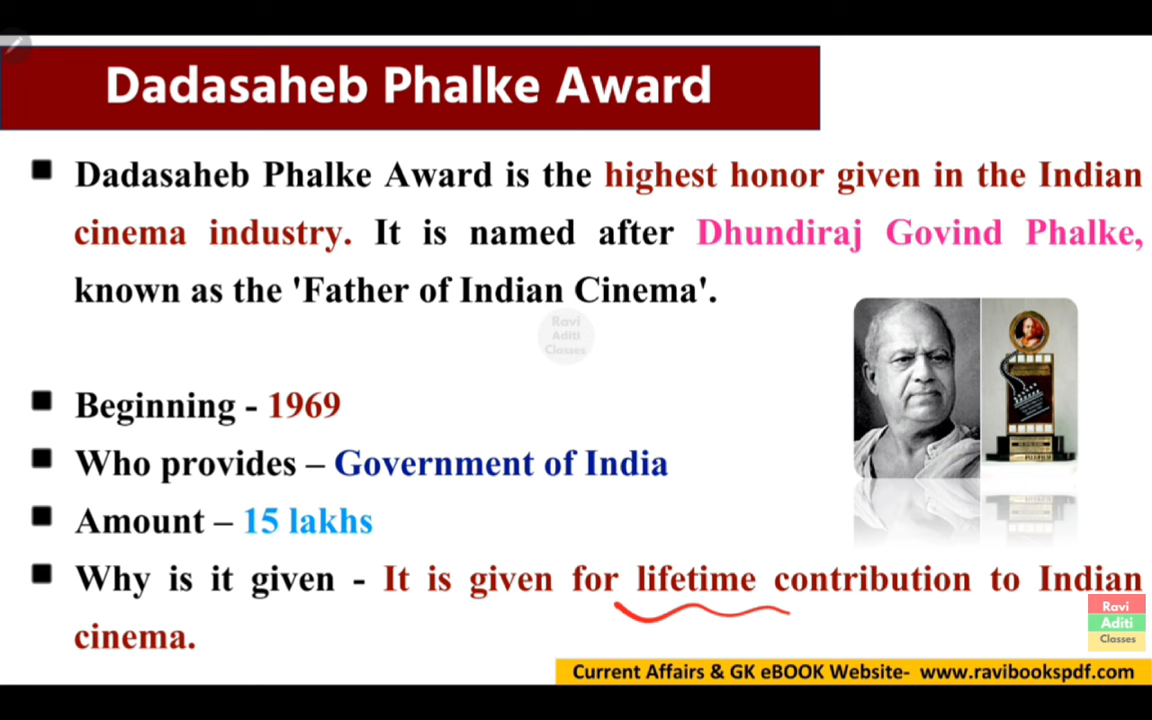 Dadasaheb Phalke Award
Dadasaheb Phalke Award is the highest honor given in the Indian
cinema industry. It is named after Dhundiraj Govind Phalke,
known as the 'Father of Indian Cinema'.
Ravi
Aditi
Classes
Beginning - 1969
Who provides – Government of India
Amount – 15 lakhs
Why is it given - It is given for lifetime contribution to Indian
cinema.
Ravi
Aditi
Classes
Current Affairs & GK eBOOK Website- www.ravibookspdf.com